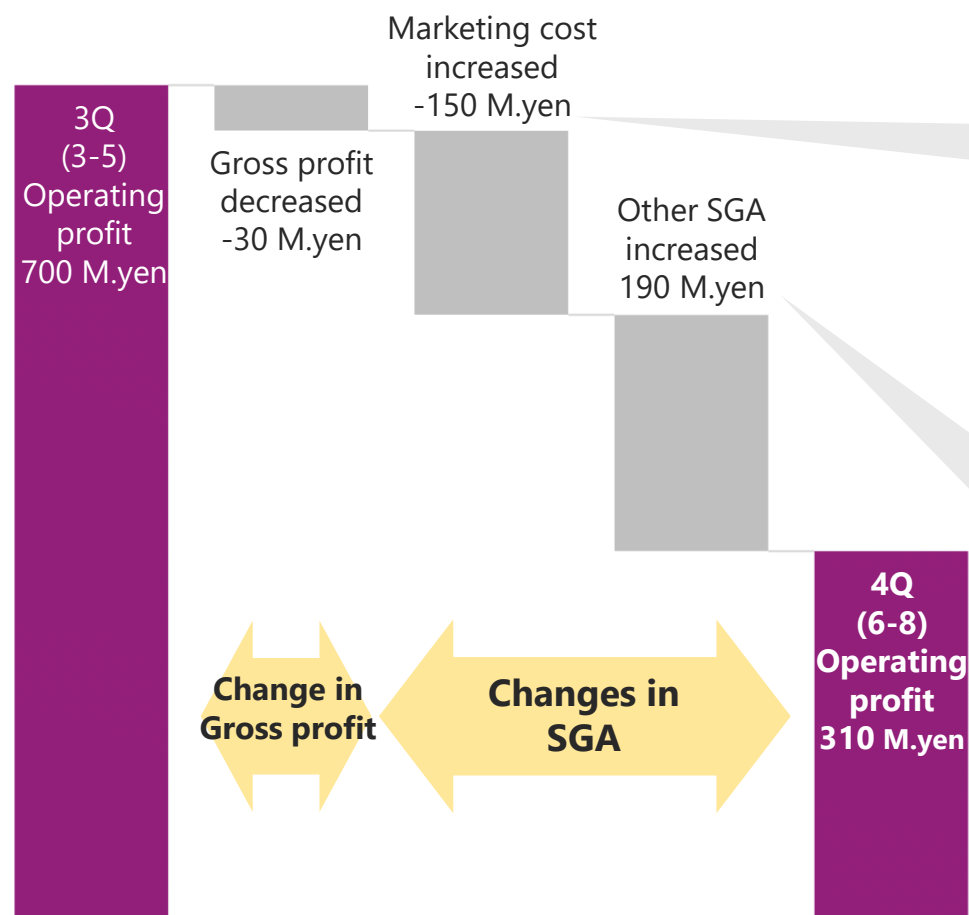 3Q
(3-5)
Operating
profit
700 M.yen
Gross profit
decreased
-30 M.yen
Marketing cost
increased
-150 M.yen
Other SGA
increased
190 M.yen
4Q
(6-8)
Operating
profit
310 M.yen
Change in
Gross profit
Changes in
SGA